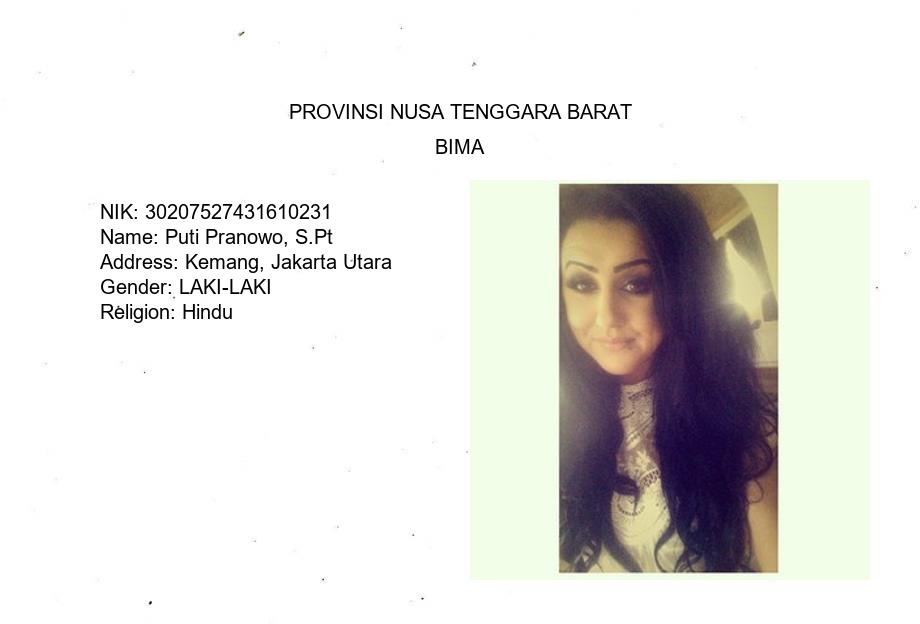 PROVINSI NUSA TENGGARA BARAT
BIMA
NIK: 30207527431610231
Name: Puti Pranowo, S.Pt
Address: Kemang, Jakarta Utara
Gender: LAKI-LAKI
Religion: Hindu